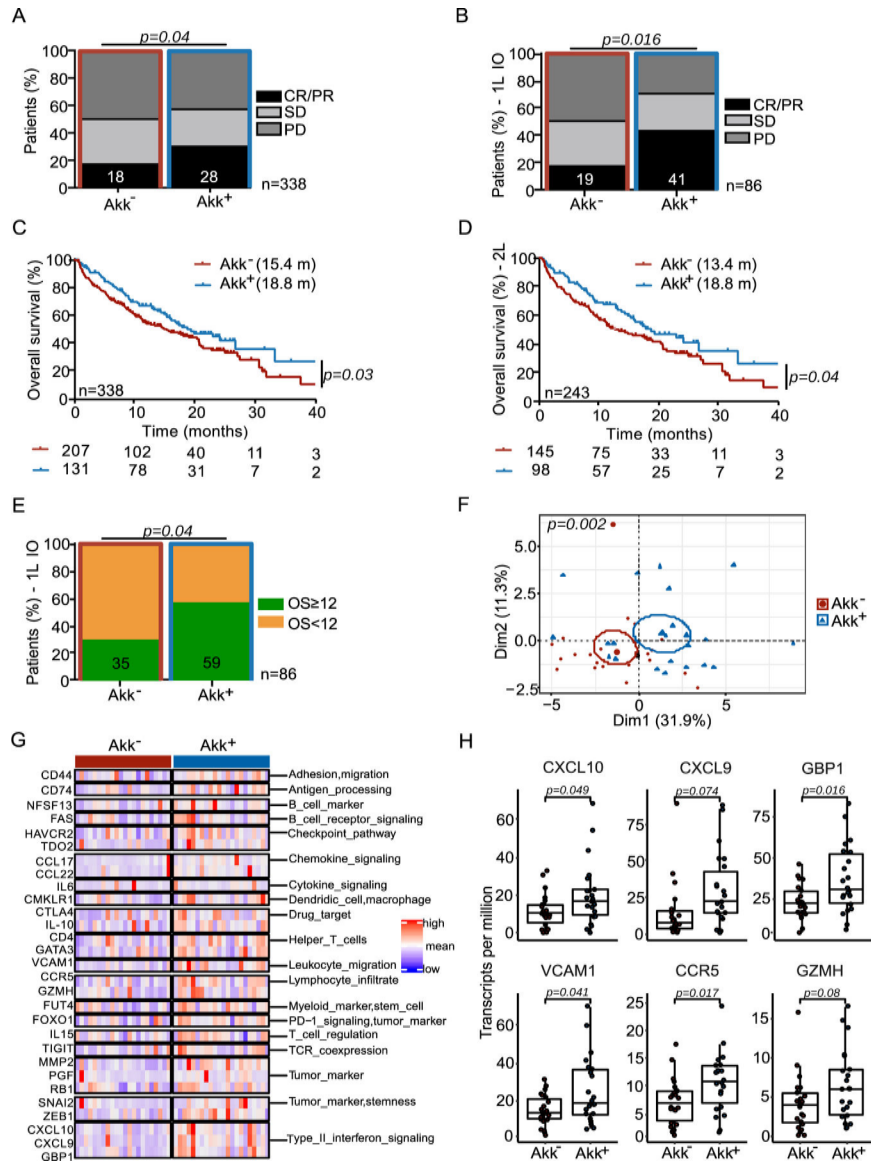 A
p=0.04
Patients (%)
100
80
60
40
20
0
18
28
Akk⁻
Akk⁺
CR/PR
SD
PD
n=338
B
p=0.016
Patients (%) - 1L IO
100
80
60
40
20
0
19
41
Akk⁻
Akk⁺
CR/PR
SD
PD
n=86
C
Overall survival (%)
100
80
60
40
20
0
Akk⁻ (15.4 m)
Akk⁺ (18.8 m)
n=338
p=0.03
0 10 20 30 40
Time (months)
207 102 40 11 3
131 78 31 7 2
D
Overall survival (%) - 2L
100
80
60
40
20
0
Akk⁻ (13.4 m)
Akk⁺ (18.8 m)
n=243
p=0.04
0 10 20 30 40
Time (months)
145 75 33 11 3
98 57 25 7 2
E
p=0.04
Patients (%) - 1L IO
100
80
60
40
20
0
35
59
Akk⁻
Akk⁺
OS≥12
OS<12
n=86
F
p=0.002
Dim2 (11.3%)
5.0
2.5
0.0
-2.5
-5 0 5
Dim1 (31.9%)
Akk⁻
Akk⁺
G
Akk⁻ Akk⁺
CD44 Adhesion,migration
CD74 Antigen_processing
NFSF13 B_cell_marker
FAS B_cell_receptor_signaling
HAVCR2 Checkpoint_pathway
TDO2
CCL17 Chemokine_signaling
CCL22
IL6 Cytokine_signaling
CMKLR1 Dendridic_cell,macrophage
CTLA4 Drug_target
IL-10
CD4 Helper_T_cells
GATA3
VCAM1 Leukocyte_migration
CCR5 Lymphocyte_infiltrate
GZMH
FUT4 Myeloid_marker,stem_cell
FOXO1 PD-1_signaling,tumor_marker
IL15 T_cell_regulation
TIGIT TCR_coexpression
MMP2
PGF Tumor_marker
RB1
SNAI2 Tumor_marker,stemness
ZEB1
CXCL10
CXCL9 Type_II_interferon_signaling
GBP1
high
mean
low
H
Transcripts per million
CXCL10
p=0.049
60
40
20
0
CXCL9
p=0.074
75
50
25
0
GBP1
p=0.016
75
50
25
0
VCAM1
p=0.041
60
40
20
0
Akk⁻ Akk⁺
CCR5
p=0.017
25
20
15
10
5
0
Akk⁻ Akk⁺
GZMH
p=0.08
15
10
5
0
Akk⁻ Akk⁺